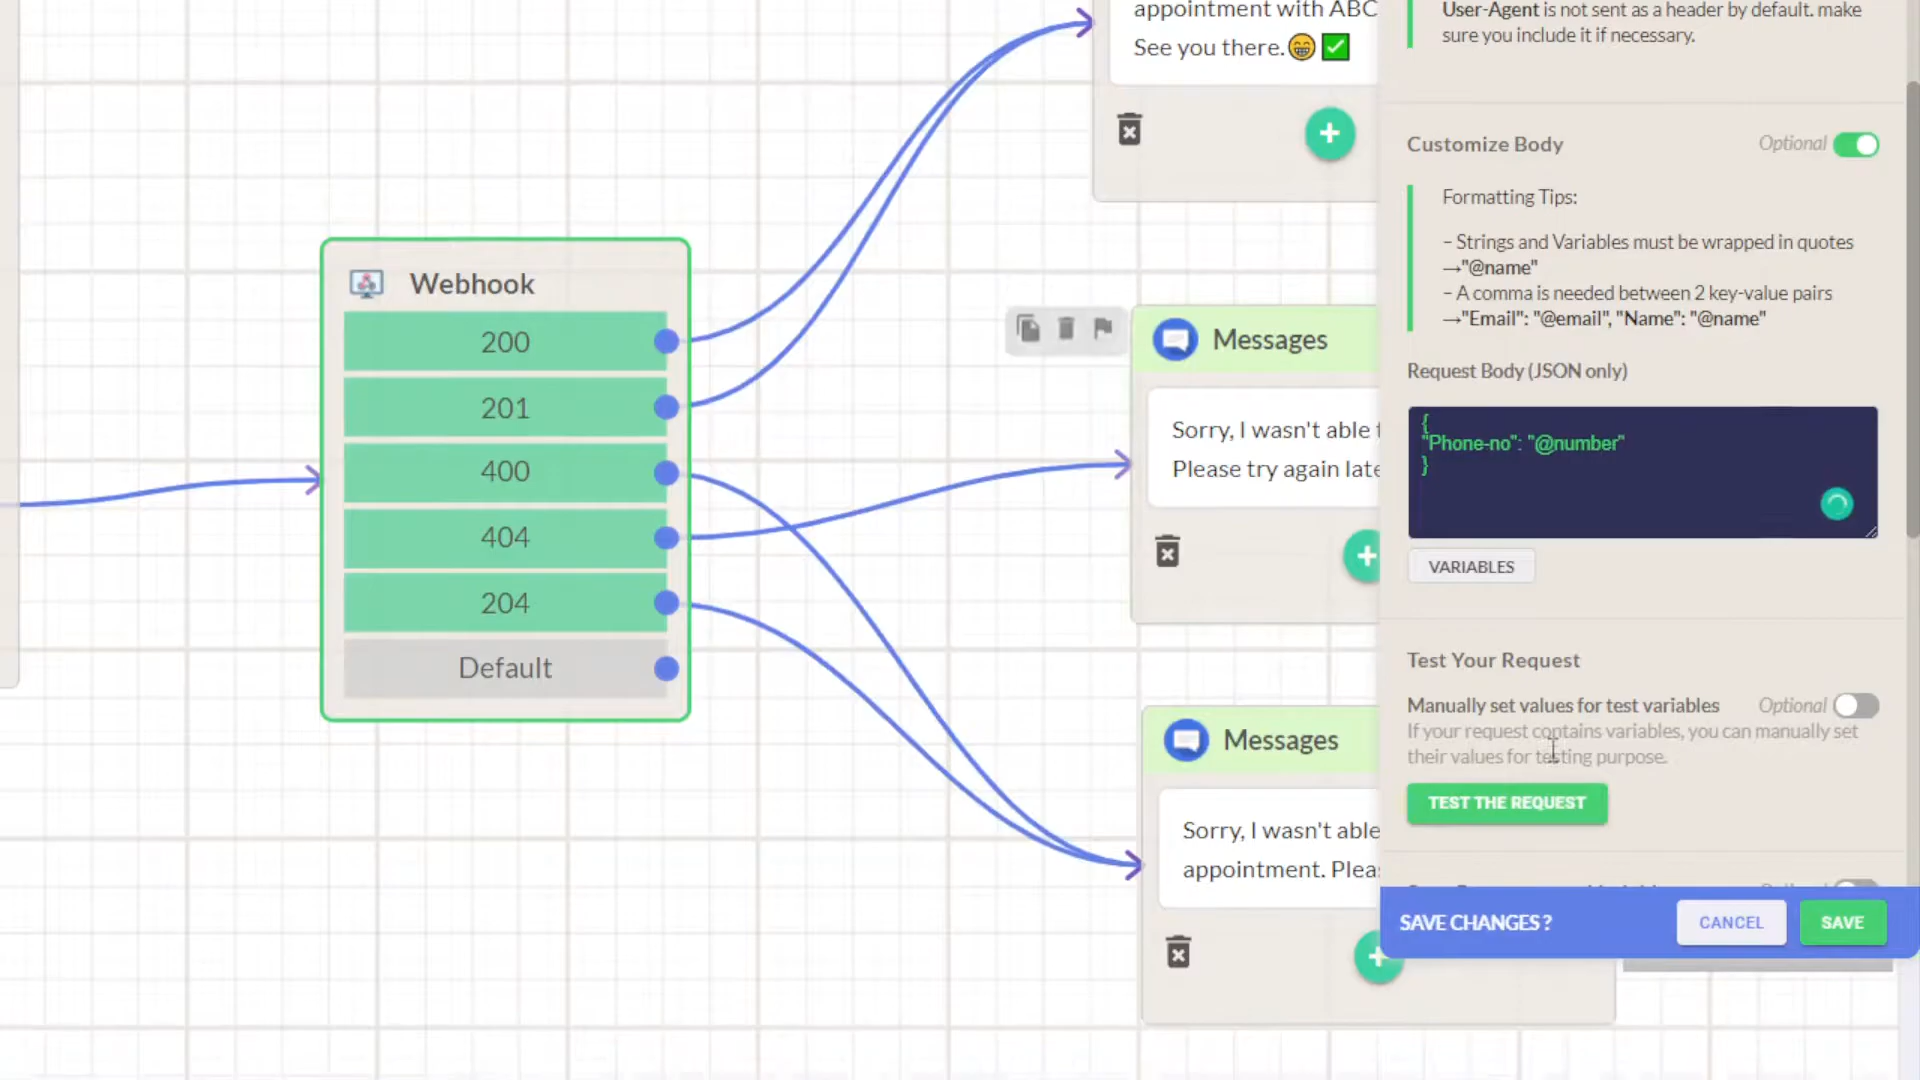 appointment with ABC
See you there.
Webhook
200
201
400
404
204
Default
Messages
Sorry, I wasn't able
Please try again late
Messages
Sorry, I wasn't able
appointment. Plea
User-Agent is not sent as a header by default. make
sure you include it if necessary.
Customize Body
Optional
Formatting Tips:
– Strings and Variables must be wrapped in quotes
→"@name"
– A comma is needed between 2 key-value pairs
→"Email": "@email", "Name": "@name"
Request Body (JSON only)
{
"Phone-no": "@number"
}
VARIABLES
Test Your Request
Manually set values for test variables
Optional
If your request contains variables, you can manually set
their values for testing purpose.
TEST THE REQUEST
SAVE CHANGES ?
CANCEL
SAVE